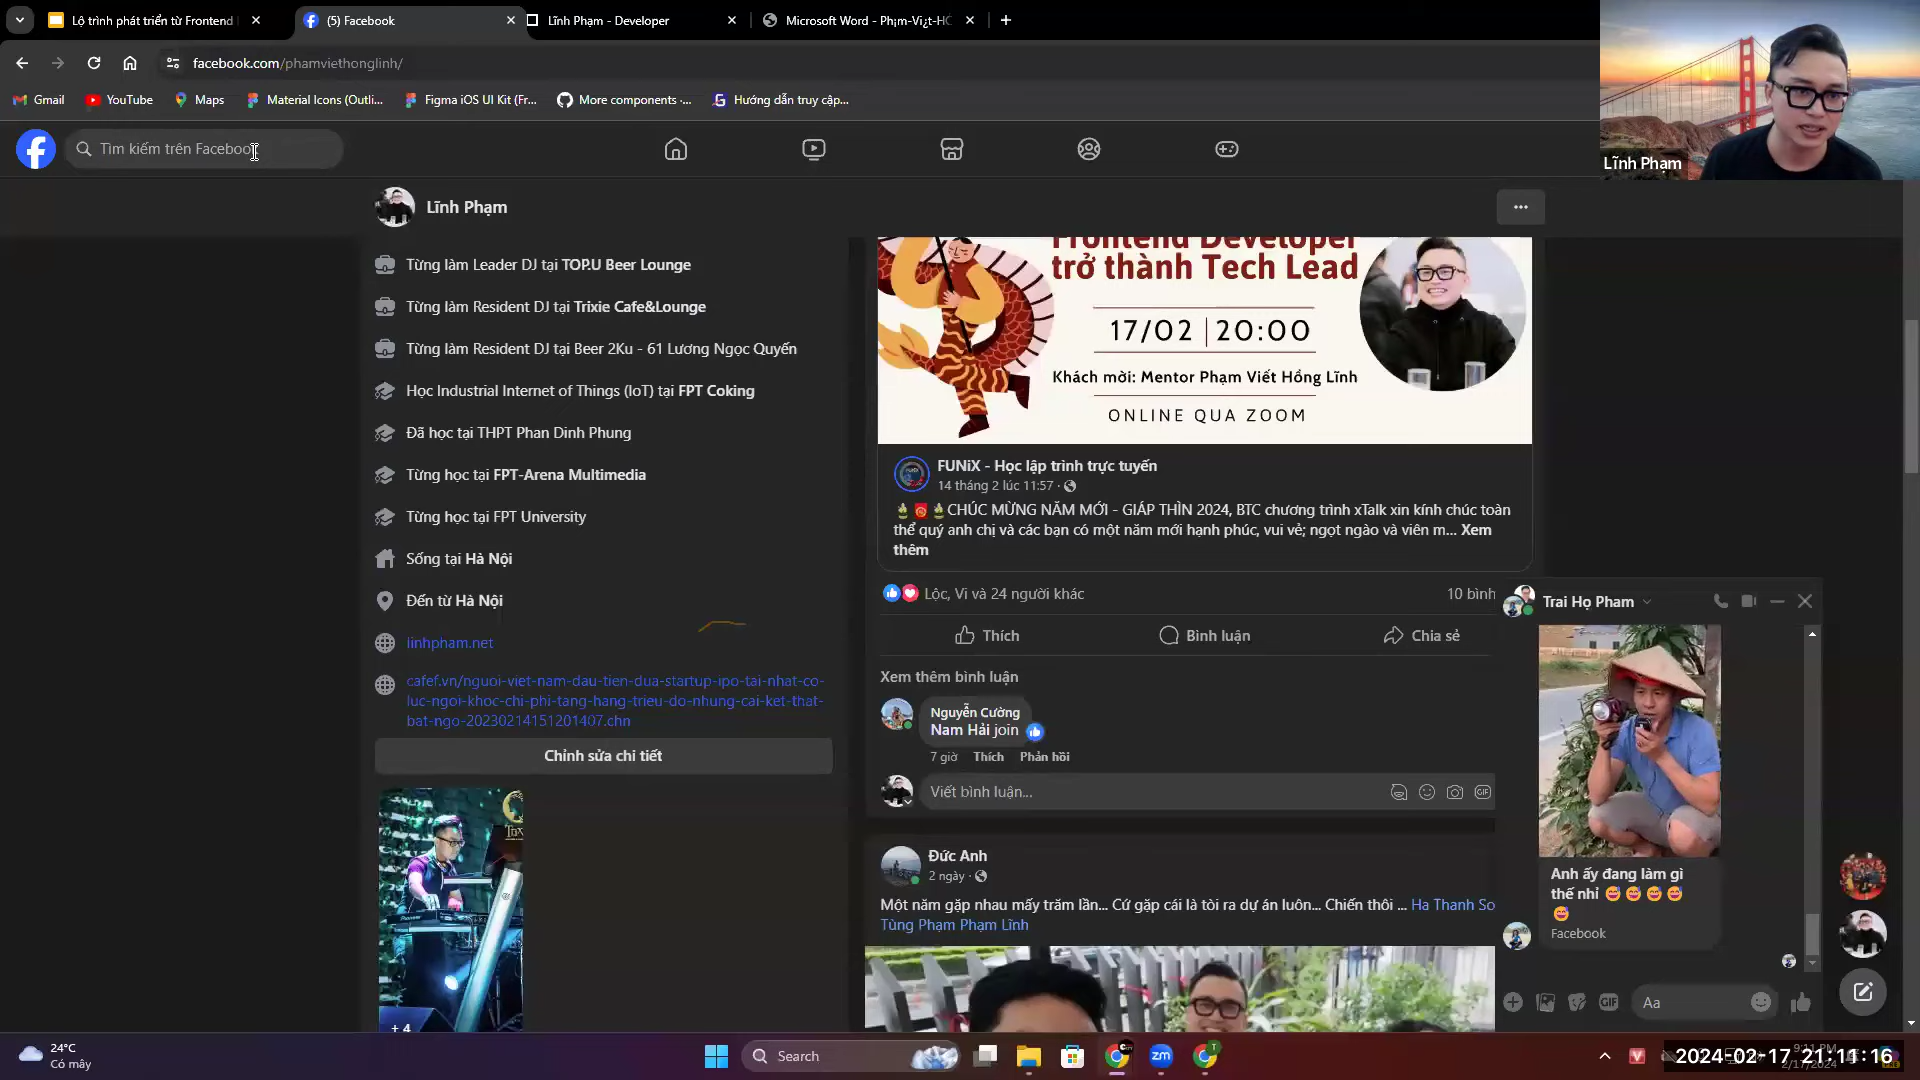 Lộ trình phát triển từ Frontend
(5) Facebook
Lĩnh Phạm - Developer
Microsoft Word - Ph¡m-Vi¿t-HÓ
facebook.com/phamviethonglinh/
Gmail
YouTube
Maps
Material Icons (Outli...
Figma iOS UI Kit (Fr...
More components ·...
Hướng dẫn truy cập...
Tìm kiếm trên Facebook
Lĩnh Phạm
Lĩnh Phạm
Từng làm Leader DJ tại TOP.U Beer Lounge
Từng làm Resident DJ tại Trixie Cafe&Lounge
Từng làm Resident DJ tại Beer 2Ku - 61 Lương Ngọc Quyến
Học Industrial Internet of Things (IoT) tại FPT Coking
Đã học tại THPT Phan Dinh Phung
Từng học tại FPT-Arena Multimedia
Từng học tại FPT University
Sống tại Hà Nội
Đến từ Hà Nội
linhpham.net
cafef.vn/nguoi-viet-nam-dau-tien-dua-startup-ipo-tai-nhat-co-
luc-ngoi-khoc-chi-phi-tang-hang-trieu-do-nhung-cai-ket-that-
bat-ngo-20230214151201407.chn
Chỉnh sửa chi tiết
+ 4
Frontend Developer
trở thành Tech Lead
17/02 | 20:00
Khách mời: Mentor Phạm Viết Hồng Lĩnh
ONLINE QUA ZOOM
FUNiX - Học lập trình trực tuyến
14 tháng 2 lúc 11:57 ·
CHÚC MỪNG NĂM MỚI - GIÁP THÌN 2024, BTC chương trình xTalk xin kính chúc toàn
thể quý anh chị và các bạn có một năm mới hạnh phúc, vui vẻ; ngọt ngào và viên m... Xem
thêm
Lộc, Vi và 24 người khác
10 bình
Thích
Bình luận
Chia sẻ
Xem thêm bình luận
Nguyễn Cường
Nam Hải join
7 giờ Thích Phản hồi
Viết bình luận...
GIF
Đức Anh
2 ngày ·
Một năm gặp nhau mấy trăm lần... Cứ gặp cái là tòi ra dự án luôn... Chiến thôi ... Ha Thanh So
Tùng Phạm Phạm Lĩnh
Trai Họ Pham
Anh ấy đang làm gì
thế nhỉ
Facebook
GIF
Aa
24°C
Có mây
Search
2024-02-17 21:11:16